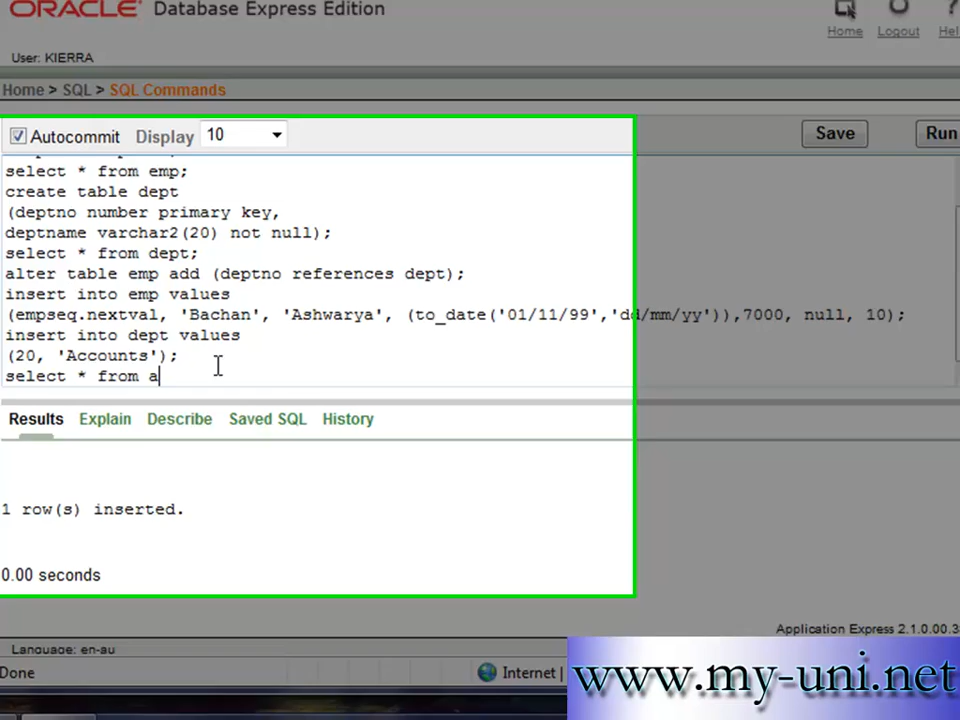 ORACLE Database Express Edition
Home Logout
User: KIERRA
Home > SQL > SQL Commands
Autocommit Display 10 Save Run
select * from emp;
create table dept
(deptno number primary key,
deptname varchar2(20) not null);
select * from dept;
alter table emp add (deptno references dept);
insert into emp values
(empseq.nextval, 'Bachan', 'Ashwarya', (to_date('01/11/99','dd/mm/yy')),7000, null, 10);
insert into dept values
(20, 'Accounts');
select * from a
Results Explain Describe Saved SQL History
1 row(s) inserted.
0.00 seconds
Application Express 2.1.0.00.3
Language: en-au
Done Internet
www.my-uni.net